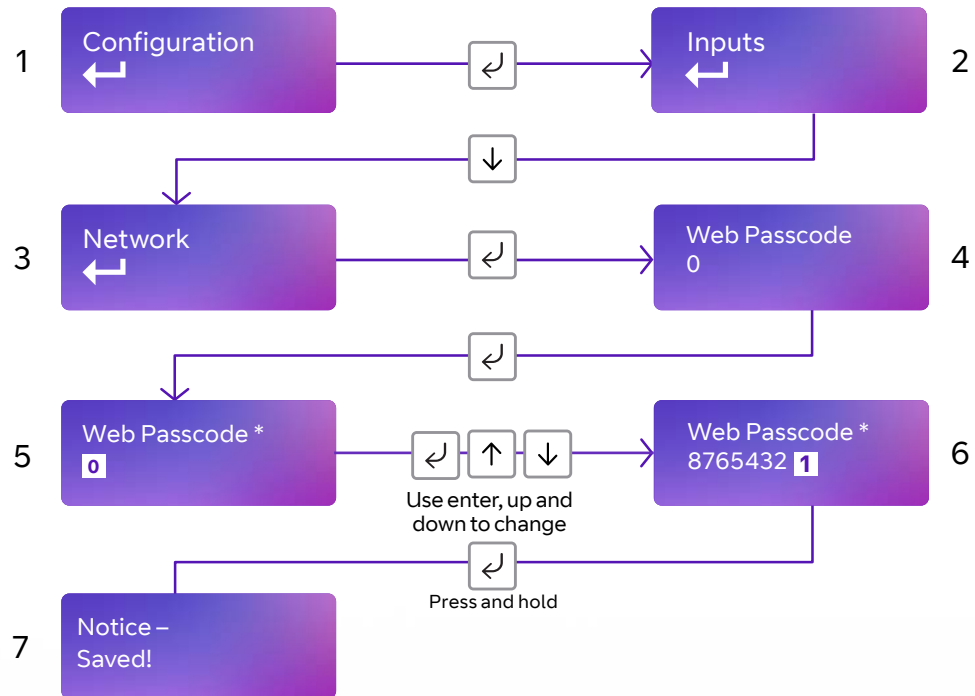 1
Configuration
Inputs
2
3
Network
Web Passcode
0
4
5
Web Passcode *
0
Use enter, up and
down to change
Web Passcode *
8765432 1
6
Press and hold
7
Notice –
Saved!